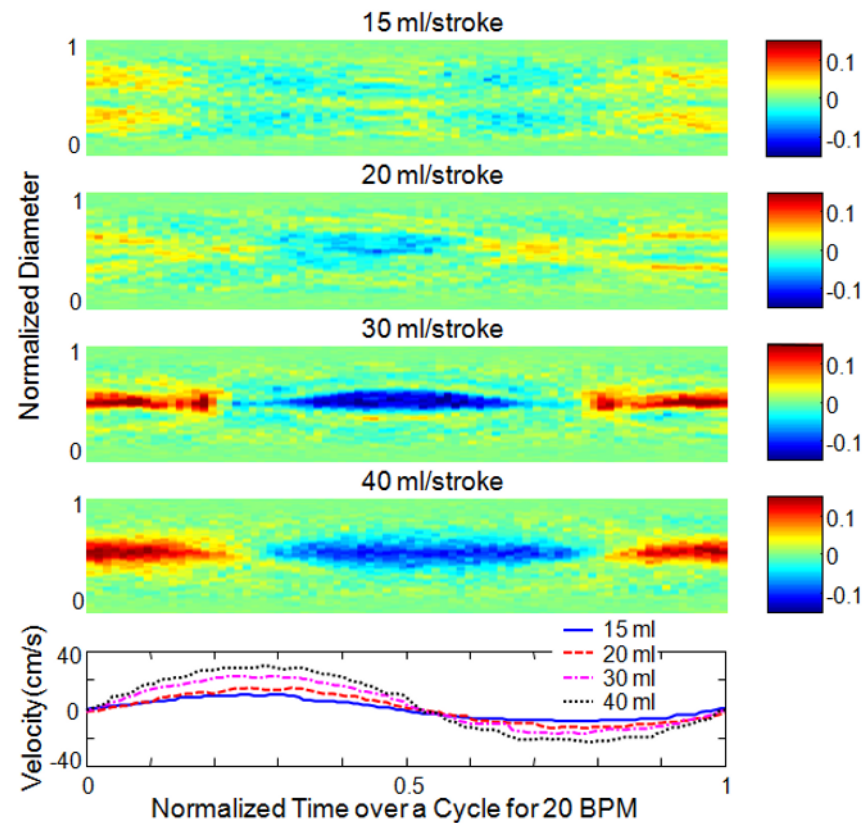 15 ml/stroke
1
0
0.1
0
-0.1
20 ml/stroke
1
0
0.1
0
-0.1
Normalized Diameter
30 ml/stroke
1
0
0.1
0
-0.1
40 ml/stroke
1
0
0.1
0
-0.1
Velocity(cm/s)
40
0
-40
15 ml
20 ml
30 ml
40 ml
0
0.5
1
Normalized Time over a Cycle for 20 BPM